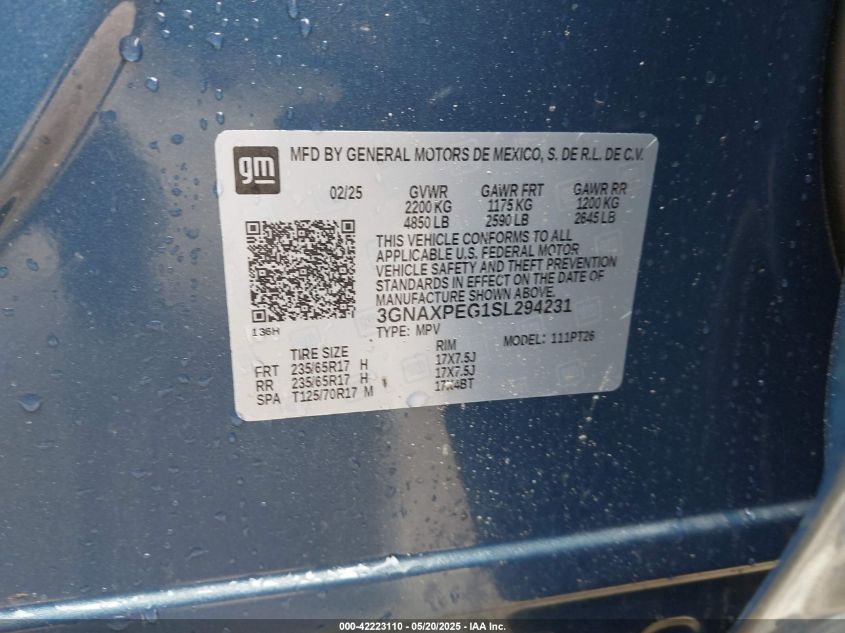 gm MFD BY GENERAL MOTORS DE MEXICO, S. DE R.L. DE C.V.
02/25 GVWR GAWR FRT GAWR RR
2200 KG 1175 KG 1200 KG
4850 LB 2590 LB 2645 LB
THIS VEHICLE CONFORMS TO ALL
APPLICABLE U.S. FEDERAL MOTOR
VEHICLE SAFETY AND THEFT PREVENTION
STANDARDS IN EFFECT ON THE DATE OF
MANUFACTURE SHOWN ABOVE.
3GNAXPEG1SL294231
136H TYPE: MPV MODEL: 111PT26
TIRE SIZE RIM
FRT 235/65R17 H 17X7.5J
RR 235/65R17 H 17X7.5J
SPA T125/70R17 M 17X4BT
000-42223110 - 05/20/2025 - IAA Inc.